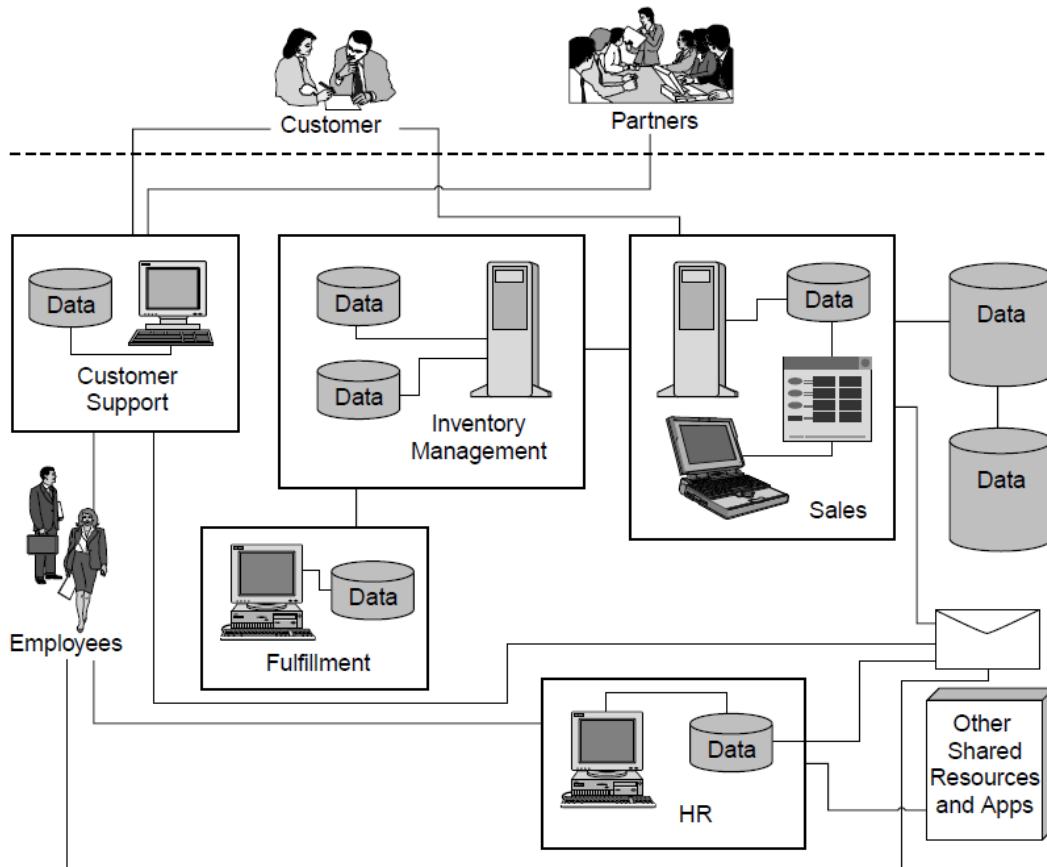 Customer
Partners
Data
Customer
Support
Data
Data
Inventory
Management
Data
Sales
Data
Data
Employees
Data
Fulfillment
Data
HR
Other
Shared
Resources
and Apps